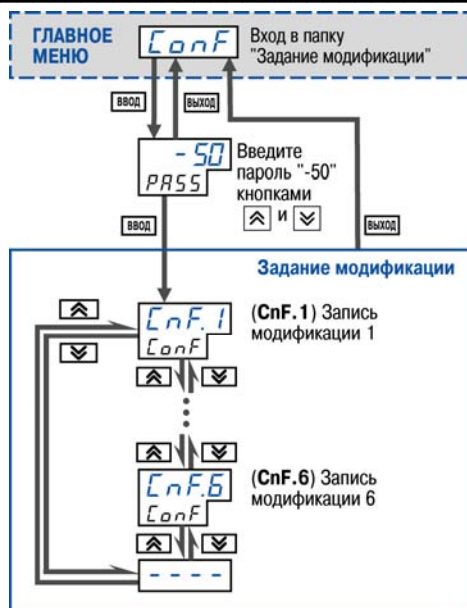 ГЛАВНОЕ
МЕНЮ
ConF
Вход в папку
"Задание модификации"
ВВОД
ВЫХОД
- 50
PASS
Введите
пароль "-50"
кнопками
и
ВВОД
ВЫХОД
Задание модификации
CnF.1
ConF
(CnF.1) Запись
модификации 1
CnF.6
ConF
(CnF.6) Запись
модификации 6
- - - -